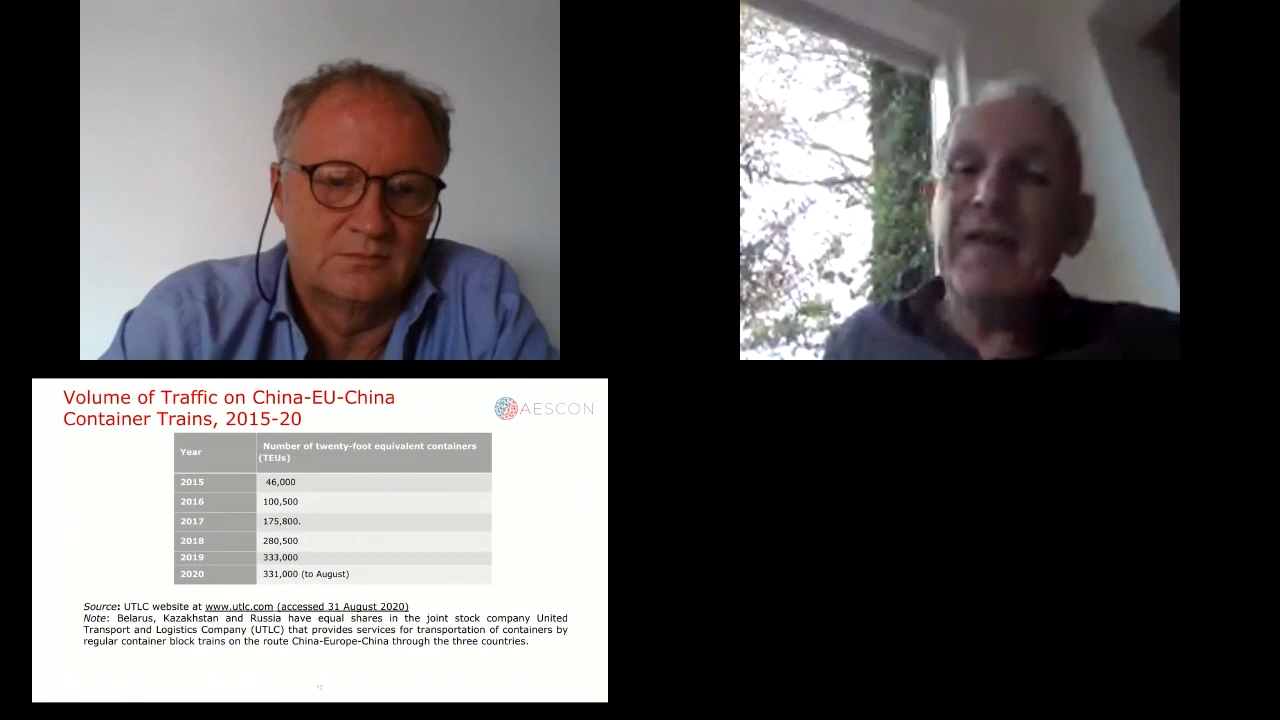 Volume of Traffic on China-EU-China
Container Trains, 2015-20
AESCON
Year
Number of twenty-foot equivalent containers
(TEUs)
2015 46,000
2016 100,500
2017 175,800.
2018 280,500
2019 333,000
2020 331,000 (to August)
Source: UTLC website at www.utlc.com (accessed 31 August 2020)
Note: Belarus, Kazakhstan and Russia have equal shares in the joint stock company United
Transport and Logistics Company (UTLC) that provides services for transportation of containers by
regular container block trains on the route China-Europe-China through the three countries.
12